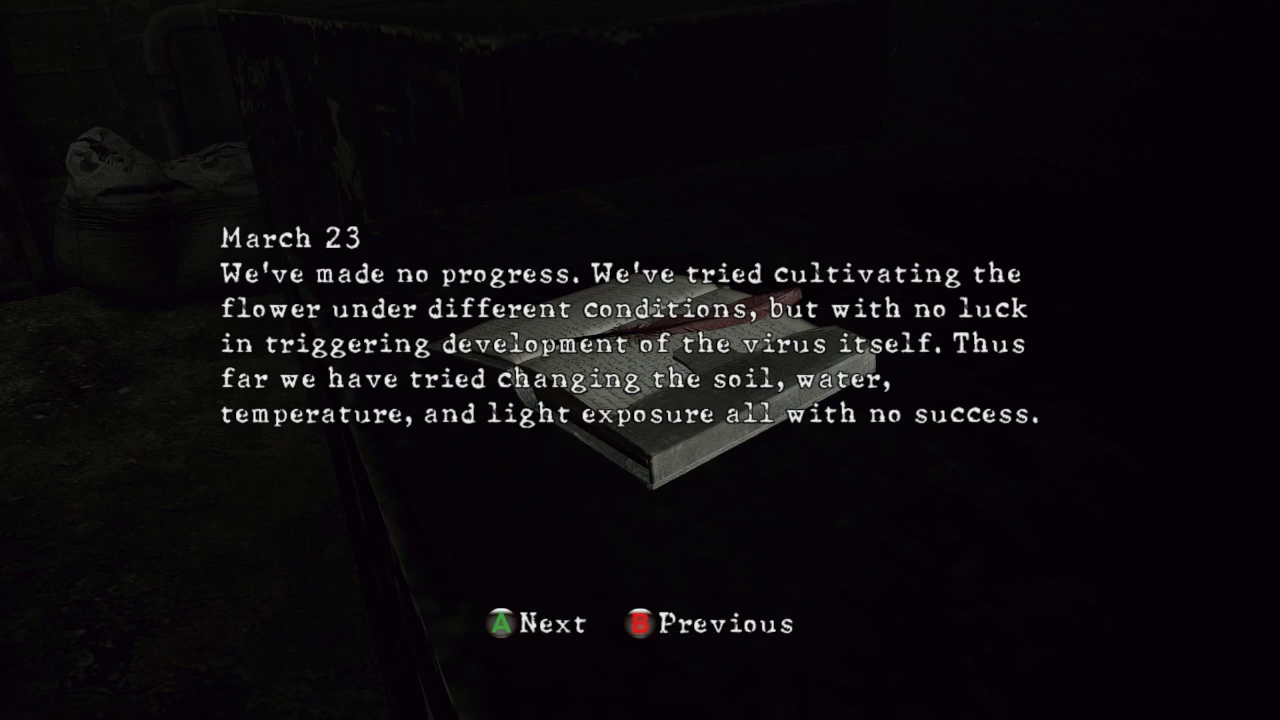 March 23
We've made no progress. We've tried cultivating the
flower under different conditions, but with no luck
in triggering development of the virus itself. Thus
far we have tried changing the soil, water,
temperature, and light exposure all with no success.
A Next B Previous